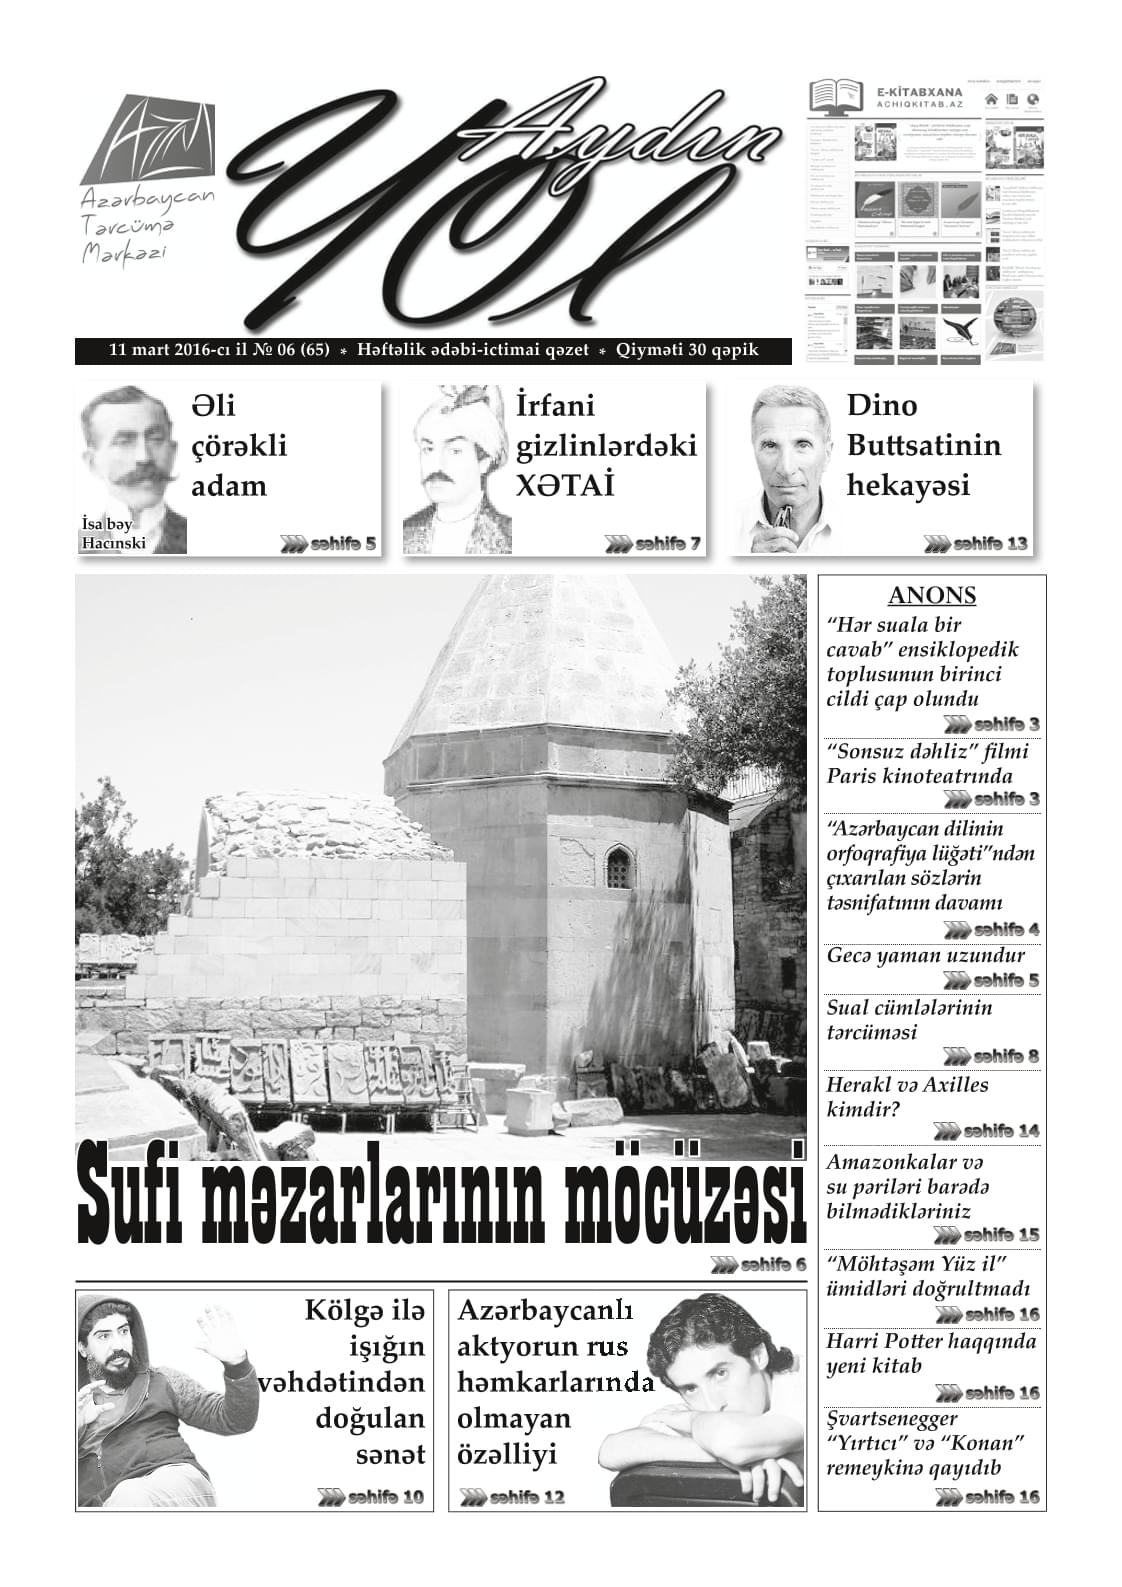 Azərbaycan
Tərcümə
Mərkəzi
Aydın
Yol
E-KİTABXANA
ACHIQKITAB.AZ
11 mart 2016-cı il № 06 (65) * Həftəlik ədəbi-ictimai qəzet * Qiyməti 30 qəpik
Əli
çörəkli
adam
İsa bəy
Hacınski
səhifə 5
İrfani
gizlinlərdəki
XƏTAİ
səhifə 7
Dino
Buttsatinin
hekayəsi
səhifə 13
Sufi məzarlarının möcüzəsi
səhifə 6
Kölgə ilə
işığın
vəhdətindən
doğulan
sənət
səhifə 10
Azərbaycanlı
aktyorun rus
həmkarlarında
olmayan
özəlliyi
səhifə 12
ANONS
“Hər suala bir
cavab” ensiklopedik
toplusunun birinci
cildi çap olundu
səhifə 3
“Sonsuz dəhliz” filmi
Paris kinoteatrında
səhifə 3
“Azərbaycan dilinin
orfoqrafiya lüğəti”ndən
çıxarılan sözlərin
təsnifatının davamı
səhifə 4
Gecə yaman uzundur
səhifə 5
Sual cümlələrinin
tərcüməsi
səhifə 8
Herakl və Axilles
kimdir?
səhifə 14
Amazonkalar və
su pəriləri barədə
bilmədikləriniz
səhifə 15
“Möhtəşəm Yüz il”
ümidləri doğrultmadı
səhifə 16
Harri Potter haqqında
yeni kitab
səhifə 16
Şvartsenegger
“Yırtıcı” və “Konan”
remeykinə qayıdıb
səhifə 16